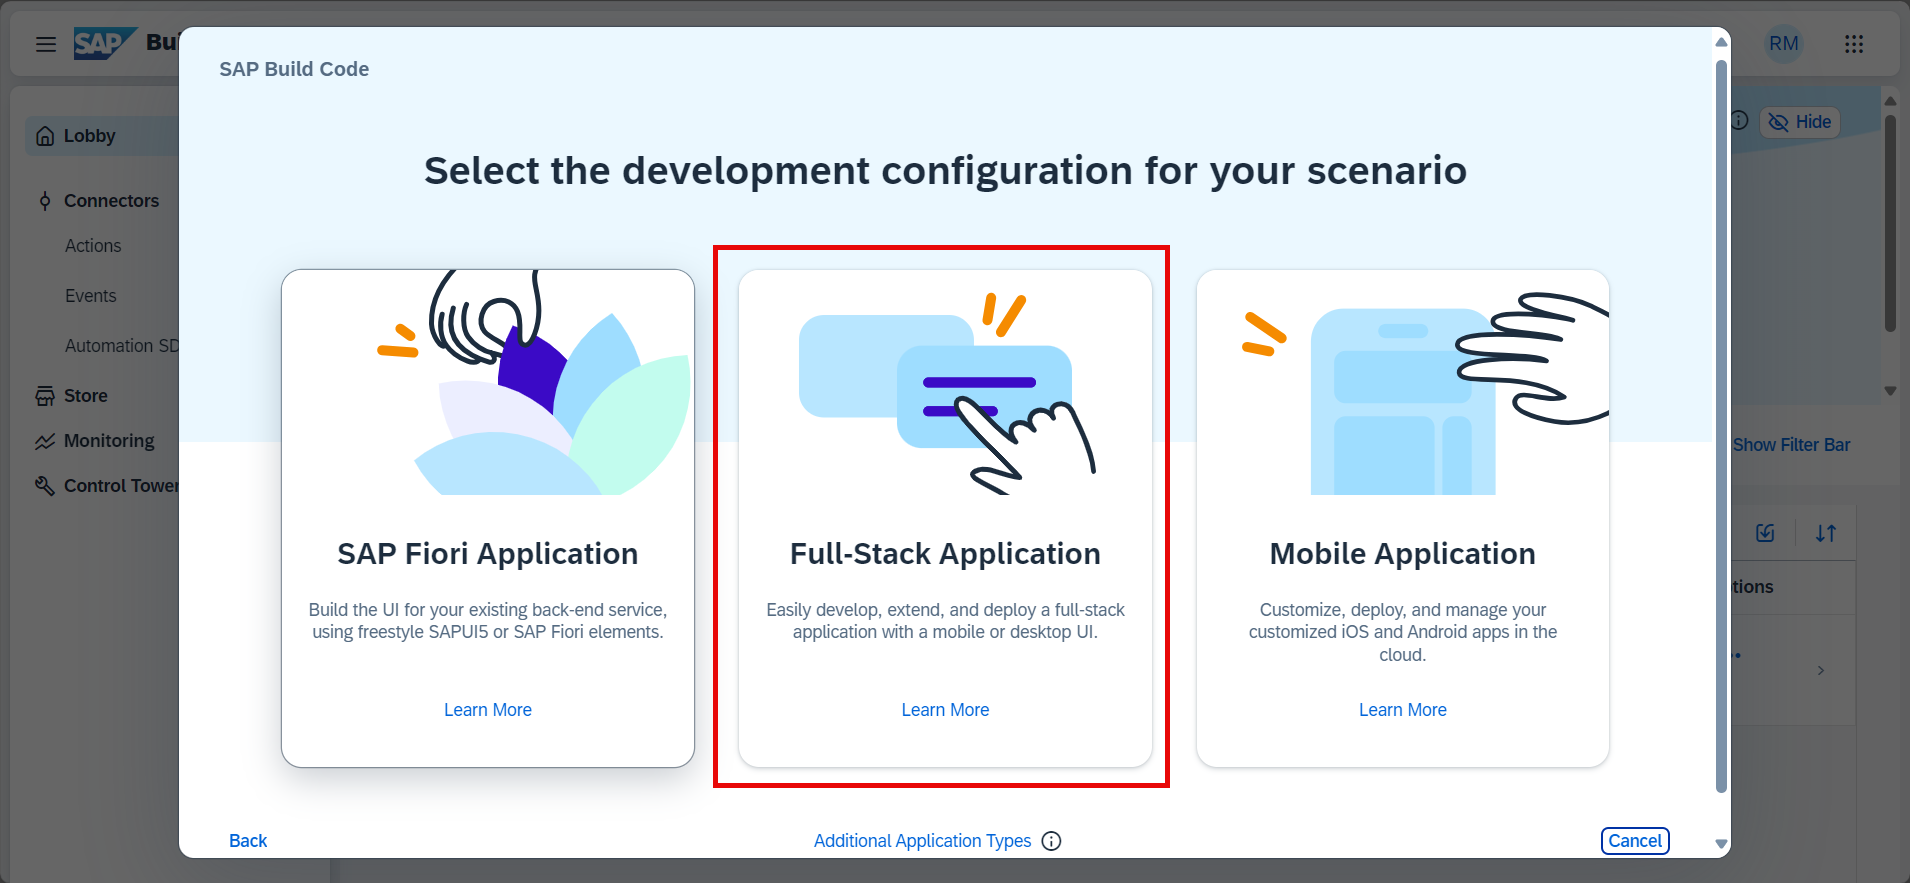 SAP
SAP Build Code
RM
Lobby
Hide
Select the development configuration for your scenario
Connectors
Actions
Events
Automation
Store
Monitoring
Show Filter Bar
Control Tower
SAP Fiori Application
Full-Stack Application
Mobile Application
Build the UI for your existing back-end service,
using freestyle SAPUI5 or SAP Fiori elements.
Easily develop, extend, and deploy a full-stack
application with a mobile or desktop UI.
Customize, deploy, and manage your
customized iOS and Android apps in the
cloud.
Learn More
Learn More
Learn More
Back
Additional Application Types
Cancel